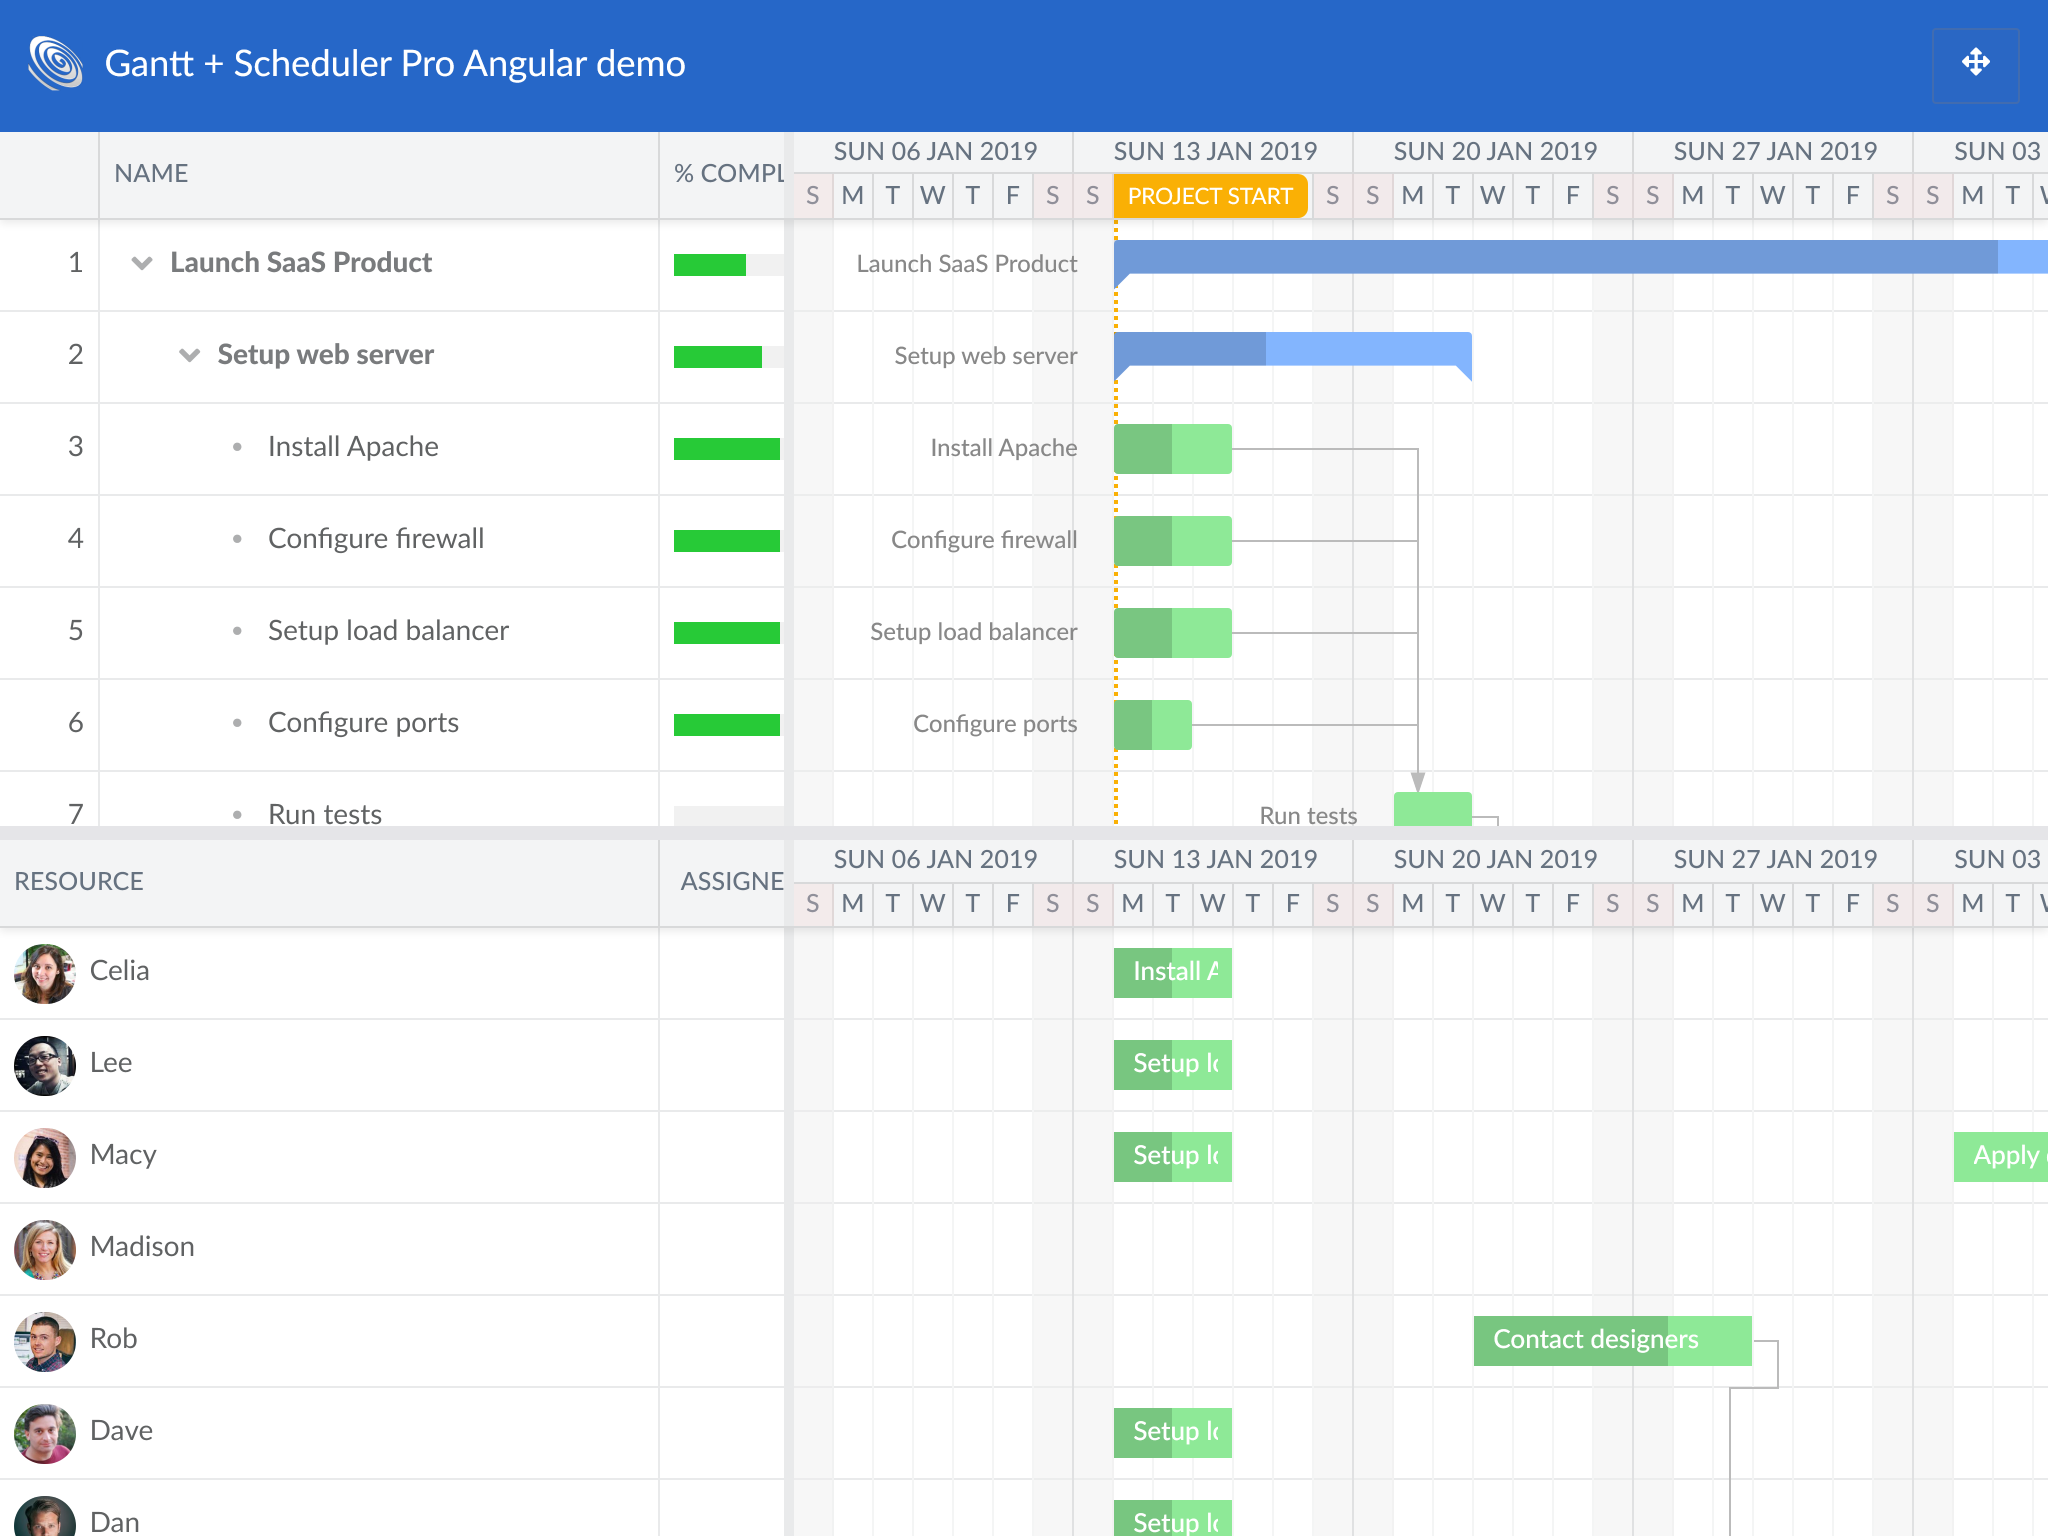 Gantt + Scheduler Pro Angular demo
NAME
% COMPL
SUN 06 JAN 2019 SUN 13 JAN 2019 SUN 20 JAN 2019 SUN 27 JAN 2019 SUN 03
S M T W T F S S PROJECT START S S M T W T F S S M T W T F S S M T
1 Launch SaaS Product Launch SaaS Product
2 Setup web server Setup web server
3 Install Apache Install Apache
4 Configure firewall Configure firewall
5 Setup load balancer Setup load balancer
6 Configure ports Configure ports
7 Run tests Run tests
RESOURCE
ASSIGNE
SUN 06 JAN 2019 SUN 13 JAN 2019 SUN 20 JAN 2019 SUN 27 JAN 2019 SUN 03
S M T W T F S S M T W T F S S M T W T F S S M T W T F S S M T
Celia Install A
Lee Setup lo
Macy Setup lo Apply
Madison
Rob Contact designers
Dave Setup lo
Dan Setup lo